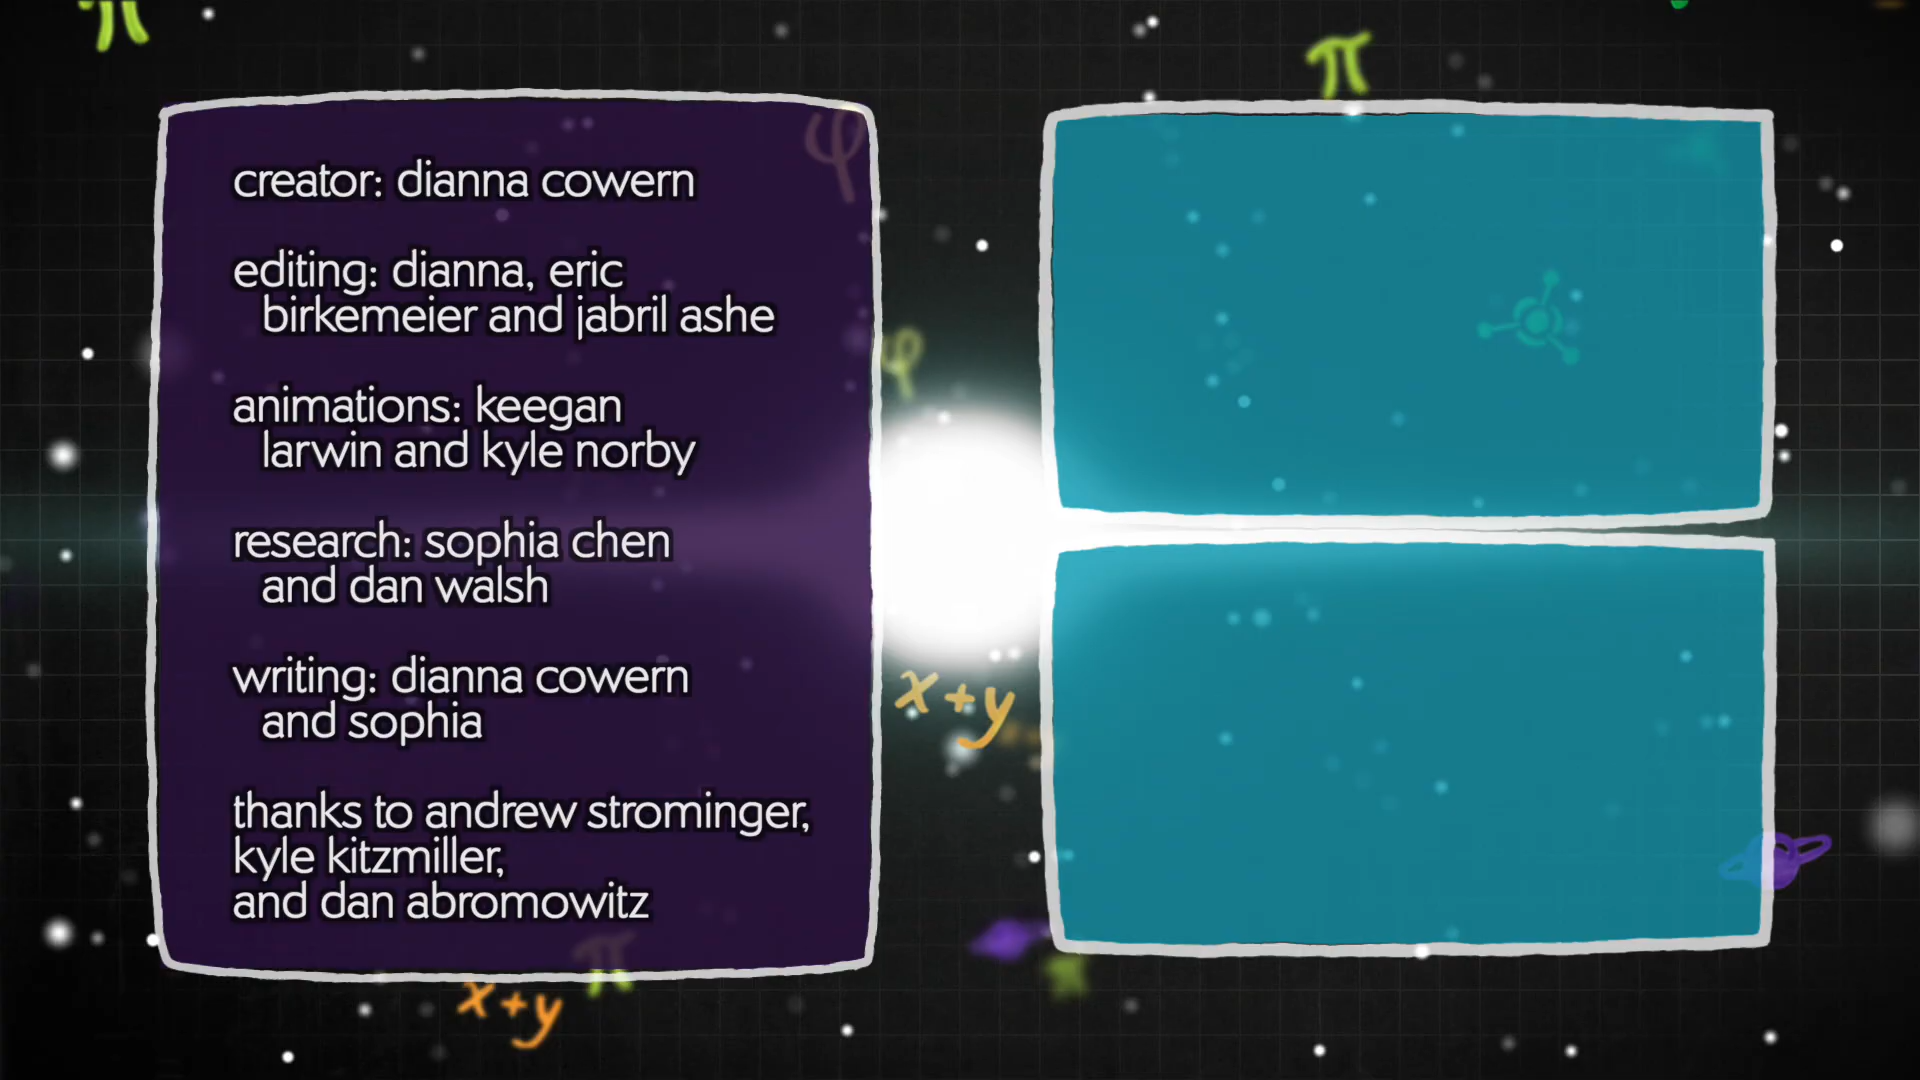 π
π
φ
creator: dianna cowern
editing: dianna, eric
birkemeier and jabril ashe
φ
animations: keegan
larwin and kyle norby
research: sophia chen
and dan walsh
writing: dianna cowern
and sophia
x+y
thanks to andrew strominger,
kyle kitzmiller,
and dan abromowitz
π
π
x+y